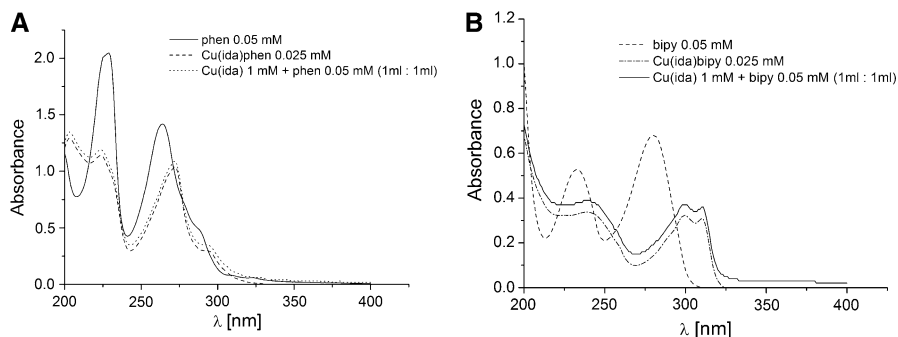 A
phen 0.05 mM
Cu(ida)phen 0.025 mM
Cu(ida) 1 mM + phen 0.05 mM (1ml : 1ml)
Absorbance
2.0
1.5
1.0
0.5
0.0
200 250 300 350 400
λ [nm]
B
bipy 0.05 mM
Cu(ida)bipy 0.025 mM
Cu(ida) 1 mM + bipy 0.05 mM (1ml : 1ml)
Absorbance
1.2
1.0
0.8
0.6
0.4
0.2
0.0
200 250 300 350 400
λ [nm]